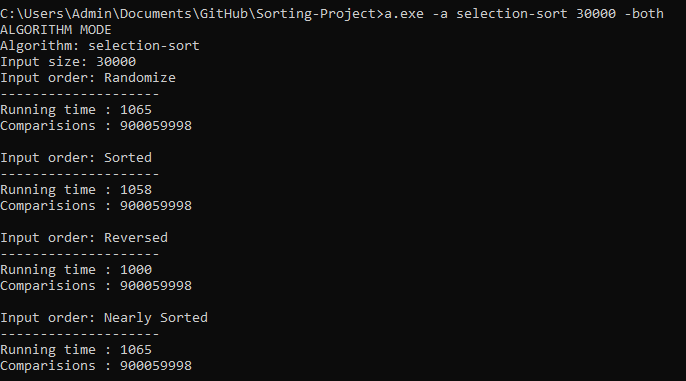 C:\Users\Admin\Documents\GitHub\Sorting-Project>a.exe -a selection-sort 30000 -both
ALGORITHM MODE
Algorithm: selection-sort
Input size: 30000
Input order: Randomize
--------------------
Running time : 1065
Comparisions : 900059998
Input order: Sorted
--------------------
Running time : 1058
Comparisions : 900059998
Input order: Reversed
--------------------
Running time : 1000
Comparisions : 900059998
Input order: Nearly Sorted
--------------------
Running time : 1065
Comparisions : 900059998